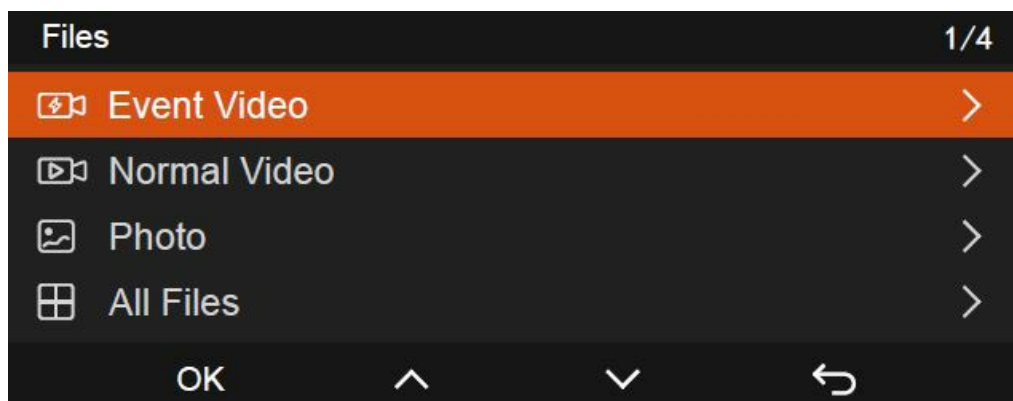 Files 1/4
Event Video
Normal Video
Photo
All Files
OK